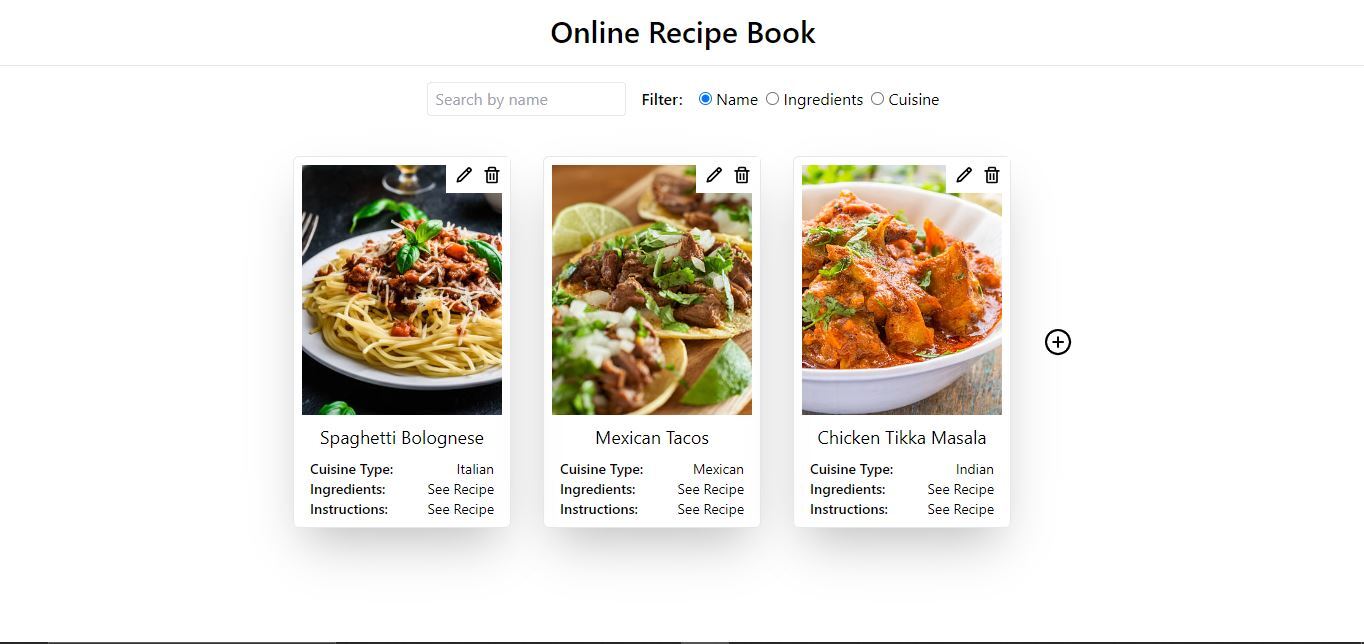 Online Recipe Book
Search by name Filter: Name Ingredients Cuisine
Spaghetti Bolognese
Cuisine Type: Italian
Ingredients: See Recipe
Instructions: See Recipe
Mexican Tacos
Cuisine Type: Mexican
Ingredients: See Recipe
Instructions: See Recipe
Chicken Tikka Masala
Cuisine Type: Indian
Ingredients: See Recipe
Instructions: See Recipe